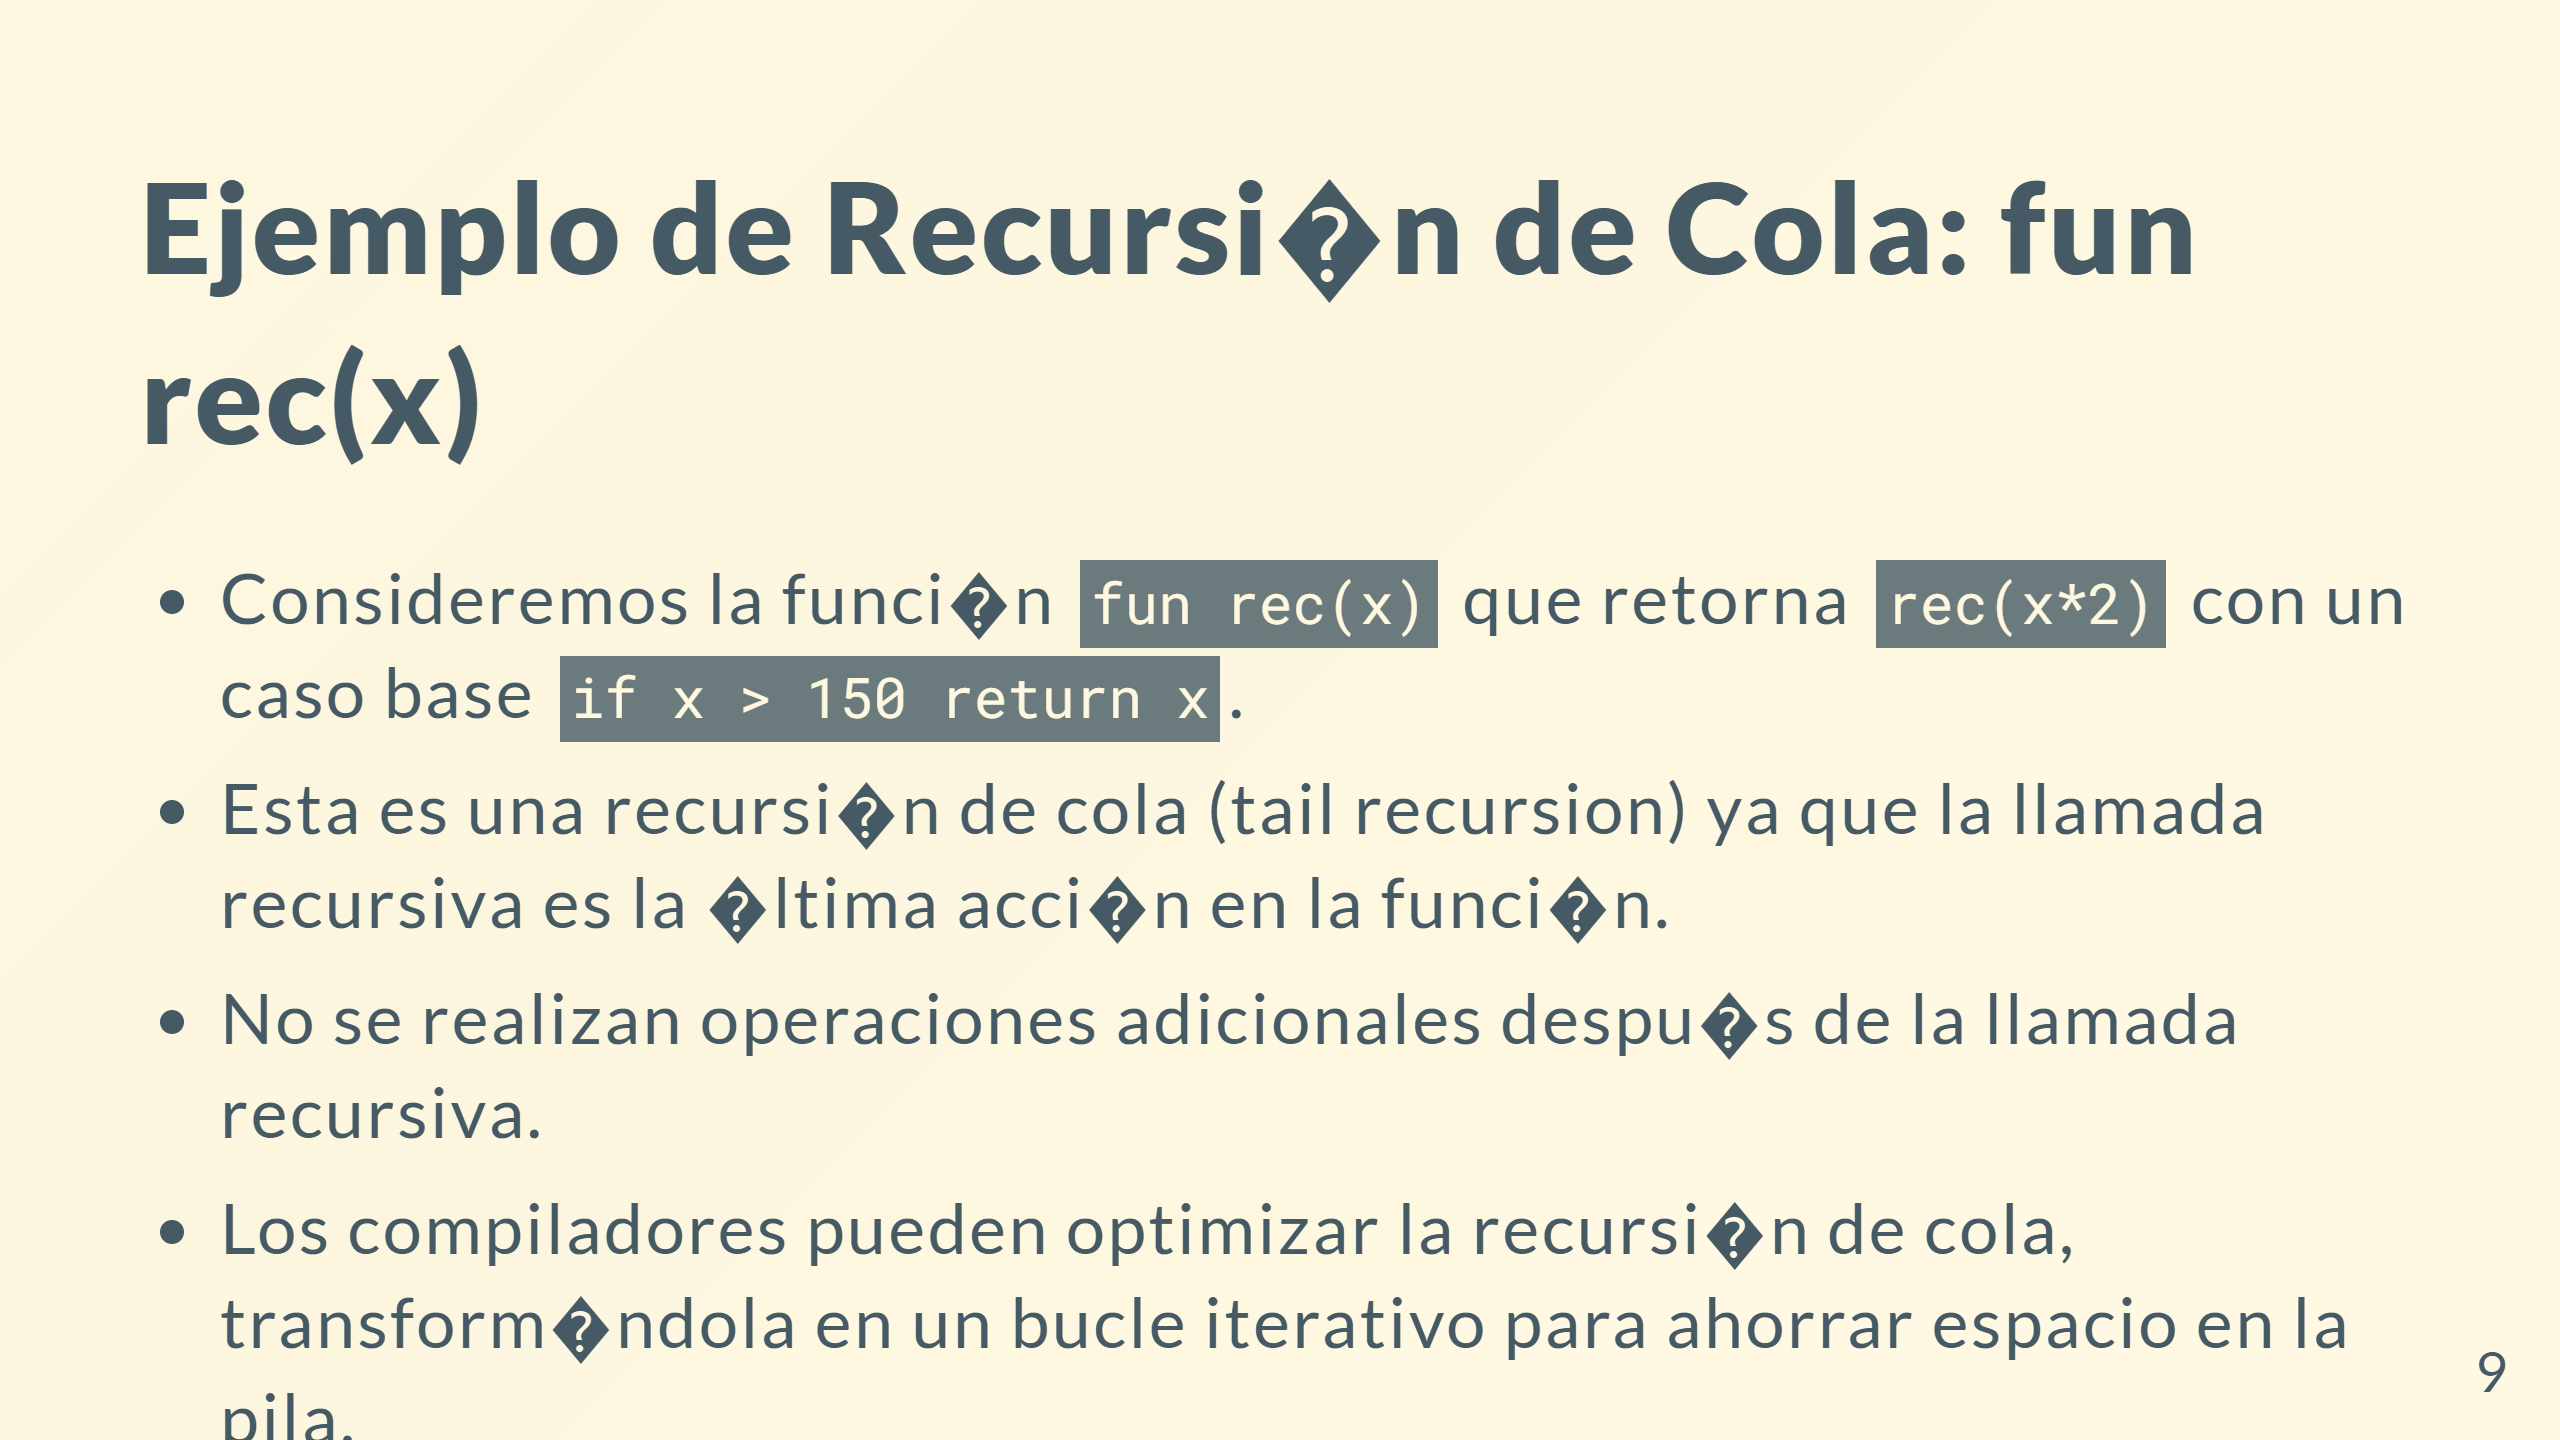 Ejemplo de Recursi�n de Cola: fun
rec(x)
• Consideremos la funci�n fun rec(x) que retorna rec(x*2) con un
caso base if x > 150 return x.
• Esta es una recursi�n de cola (tail recursion) ya que la llamada
recursiva es la �ltima acci�n en la funci�n.
• No se realizan operaciones adicionales despu�s de la llamada
recursiva.
• Los compiladores pueden optimizar la recursi�n de cola,
transform�ndola en un bucle iterativo para ahorrar espacio en la
pila.
9